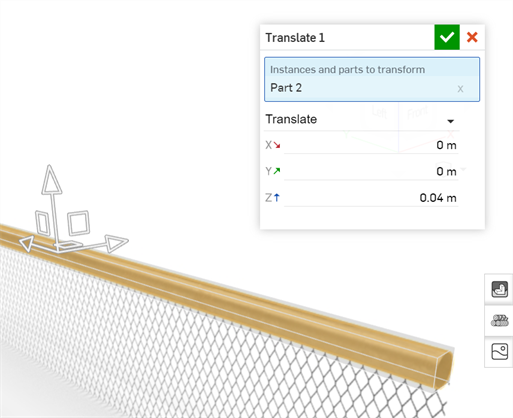 Translate 1
Instances and parts to transform
Part 2 x
Translate
X 0 m
Y 0 m
Z 0.04 m